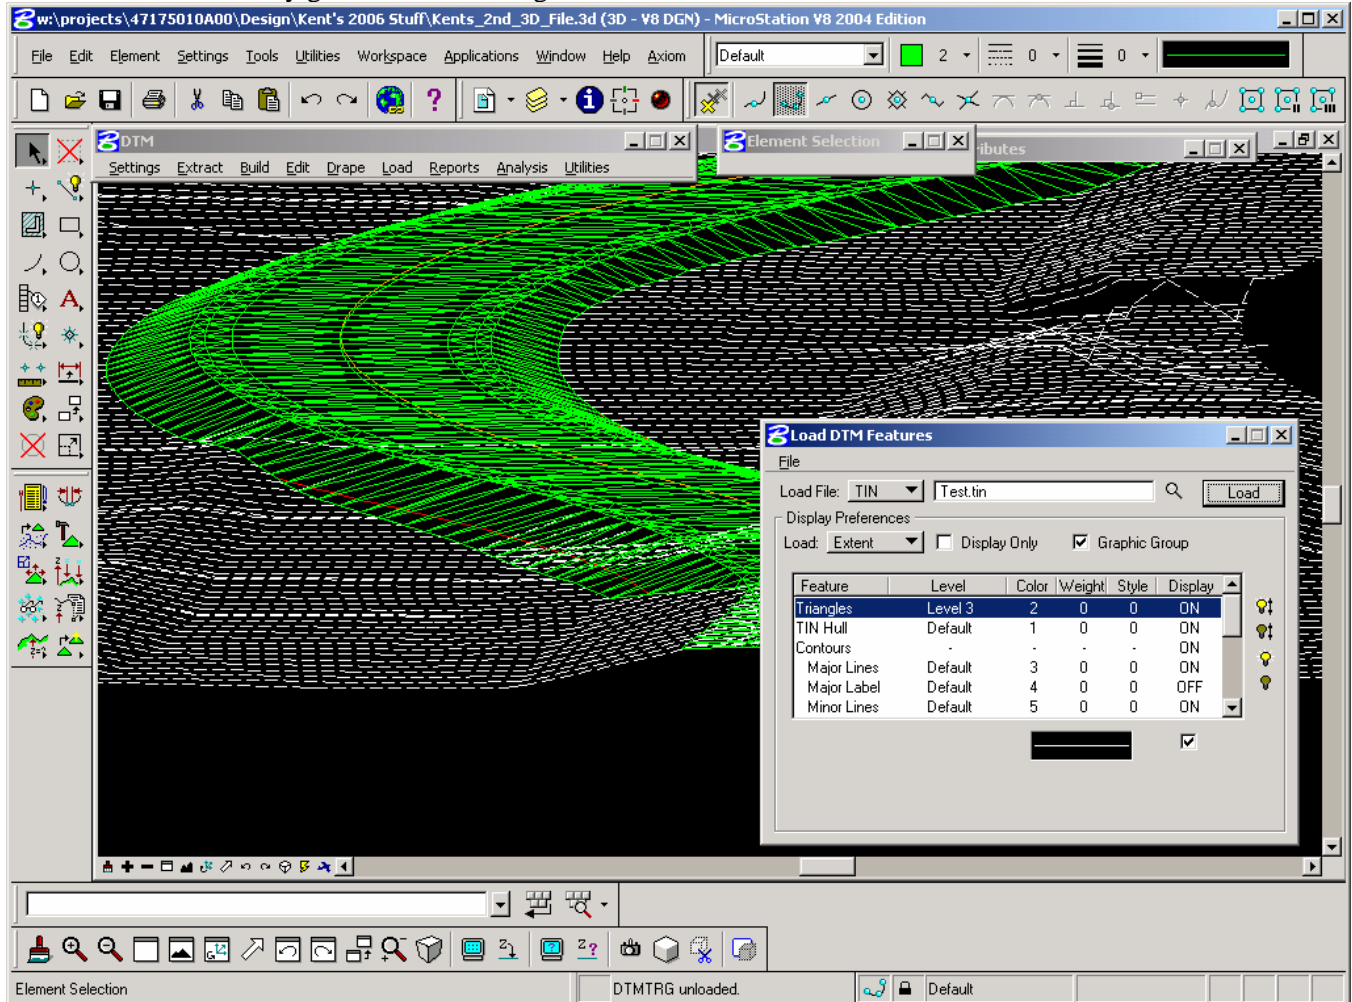 w:\projects\47175010A00\Design\Kent's 2006 Stuff\Kents_2nd_3D_File.3d (3D - V8 DGN) - MicroStation V8 2004 Edition
File Edit Element Settings Tools Utilities Workspace Applications Window Help Axiom Default 2 0 0
DTM Element Selection ributes
Settings Extract Build Edit Drape Load Reports Analysis Utilities
Load DTM Features
File
Load File: TIN Test.tin Load
Display Preferences
Load: Extent Display Only Graphic Group
Feature Level Color Weight Style Display
Triangles Level 3 2 0 0 ON
TIN Hull Default 1 0 0 ON
Contours - - - - ON
Major Lines Default 3 0 0 ON
Major Label Default 4 0 0 OFF
Minor Lines Default 5 0 0 ON
Element Selection DTMTRG unloaded. Default